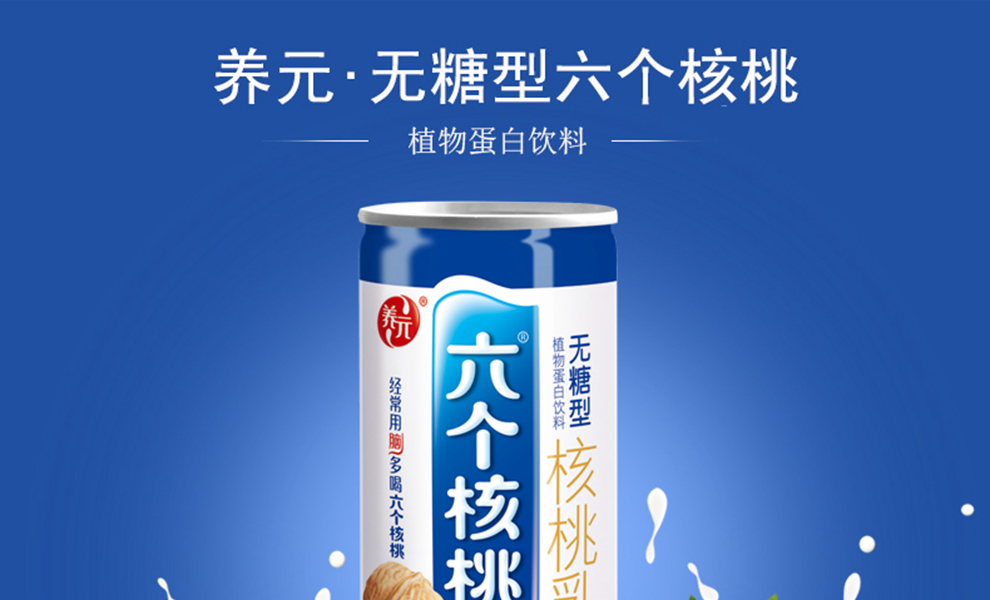 养元·无糖型六个核桃
植物蛋白饮料
养元®
六个核桃®
无糖型
植物蛋白饮料
核桃乳
经常用脑多喝六个核桃